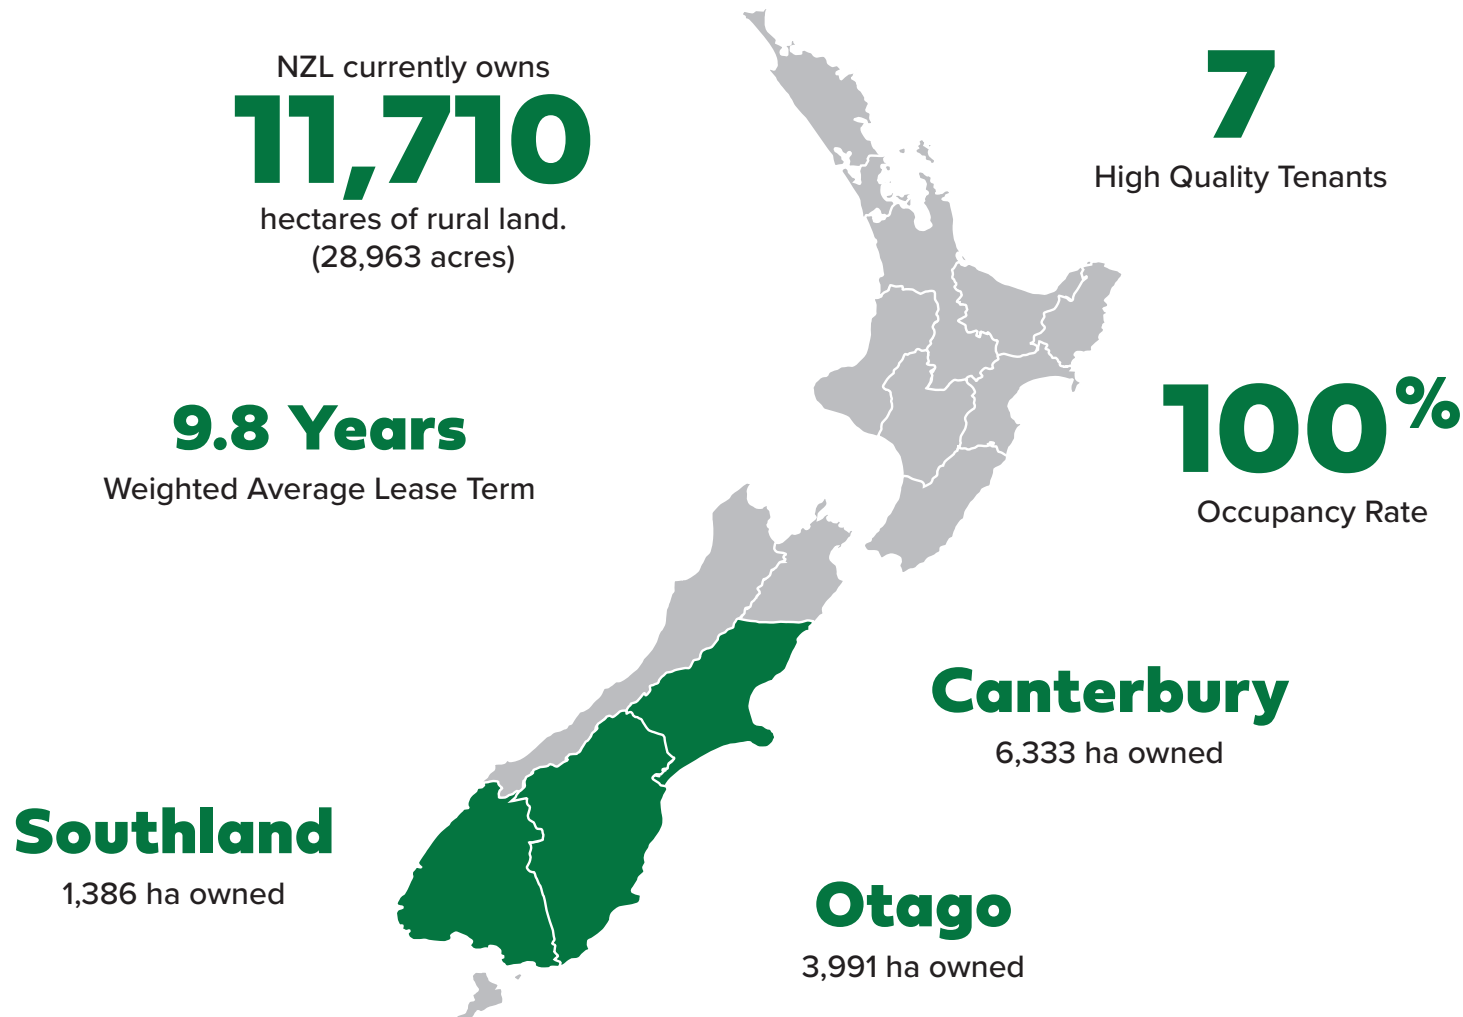 NZL currently owns
11,710
hectares of rural land.
(28,963 acres)
7
High Quality Tenants
9.8 Years
Weighted Average Lease Term
100%
Occupancy Rate
Canterbury
6,333 ha owned
Southland
1,386 ha owned
Otago
3,991 ha owned